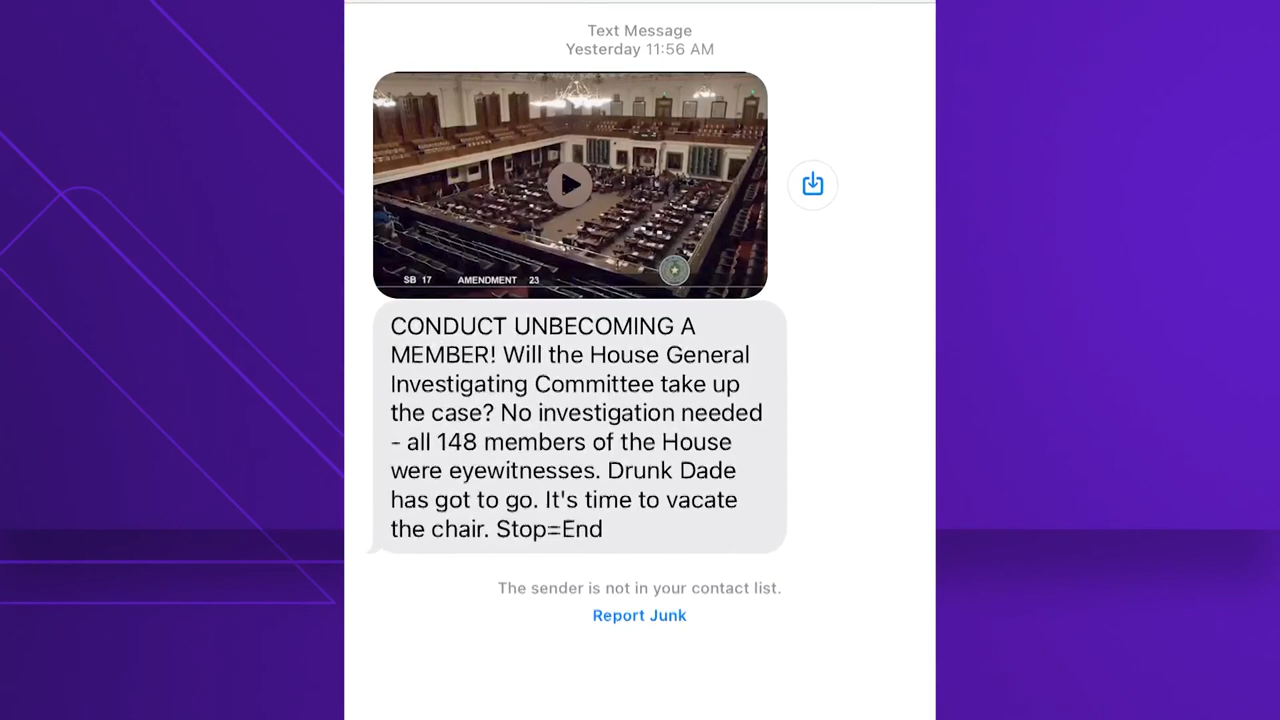 Text Message
Yesterday 11:56 AM
SB 17 AMENDMENT 23
CONDUCT UNBECOMING A
MEMBER! Will the House General
Investigating Committee take up
the case? No investigation needed
- all 148 members of the House
were eyewitnesses. Drunk Dade
has got to go. It's time to vacate
the chair. Stop=End
The sender is not in your contact list.
Report Junk